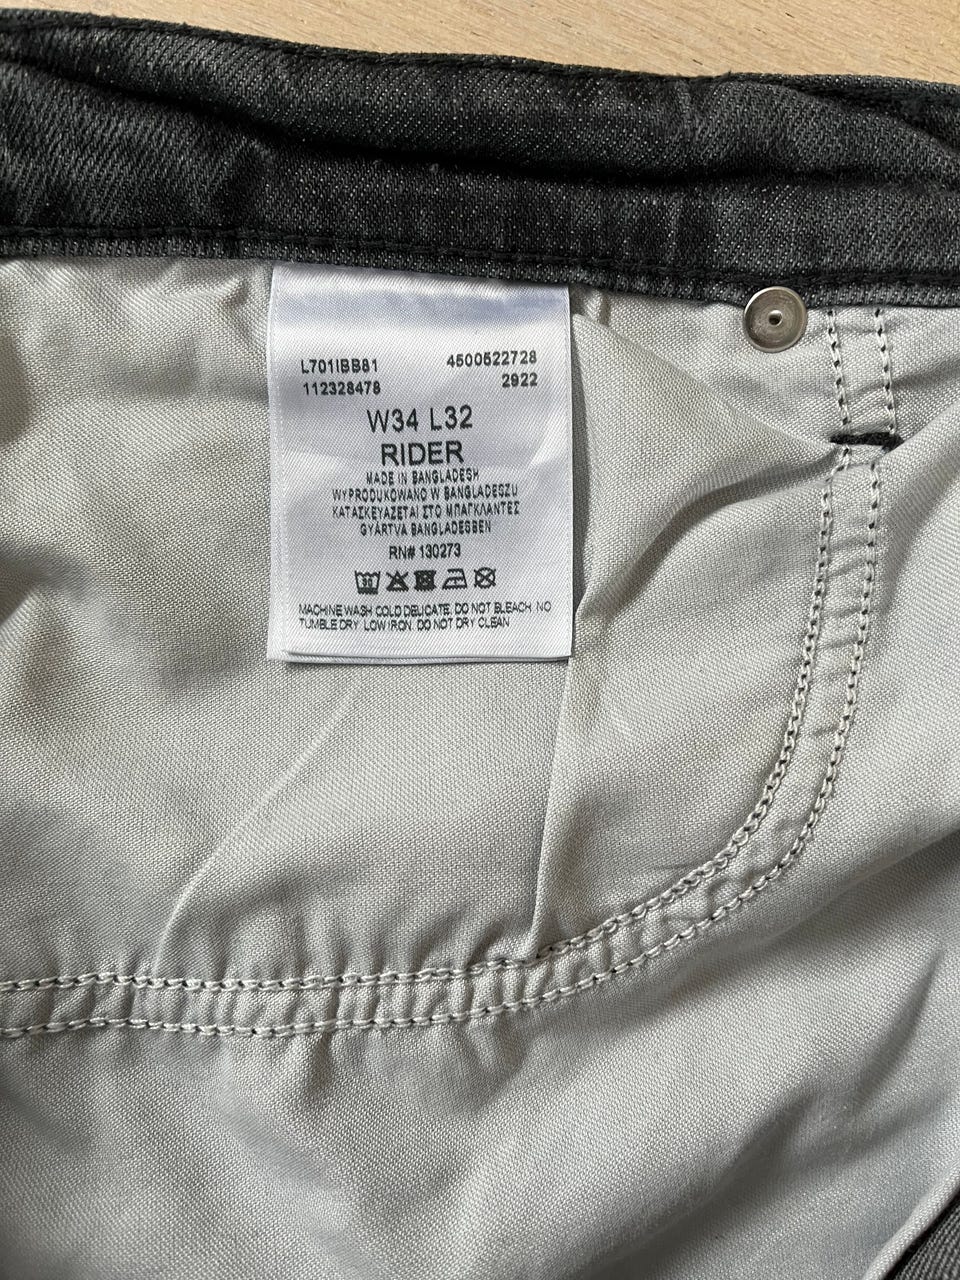 L701IBB81 4500522728
112328478 2922
W34 L32
RIDER
MADE IN BANGLADESH
WYPRODUKOWANO W BANGLADESZU
ΚΑΤΑΣΚΕΥΑΖΕΤΑΙ ΣΤΟ ΜΠΑΓΚΛΑΝΤΕΣ
GYÁRTVA BANGLADESBEN
RN# 130273
30
MACHINE WASH COLD DELICATE. DO NOT BLEACH. NO
TUMBLE DRY. LOW IRON. DO NOT DRY CLEAN